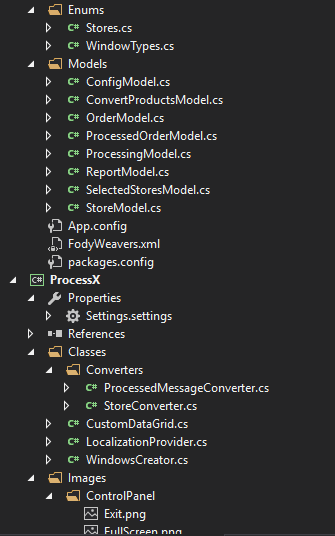 Enums
C# Stores.cs
C# WindowTypes.cs
Models
C# ConfigModel.cs
C# ConvertProductsModel.cs
C# OrderModel.cs
C# ProcessedOrderModel.cs
C# ProcessingModel.cs
C# ReportModel.cs
C# SelectedStoresModel.cs
C# StoreModel.cs
App.config
FodyWeavers.xml
packages.config
C# ProcessX
Properties
Settings.settings
References
Classes
Converters
C# ProcessedMessageConverter.cs
C# StoreConverter.cs
C# CustomDataGrid.cs
C# LocalizationProvider.cs
C# WindowsCreator.cs
Images
ControlPanel
Exit.png
FullScreen.png